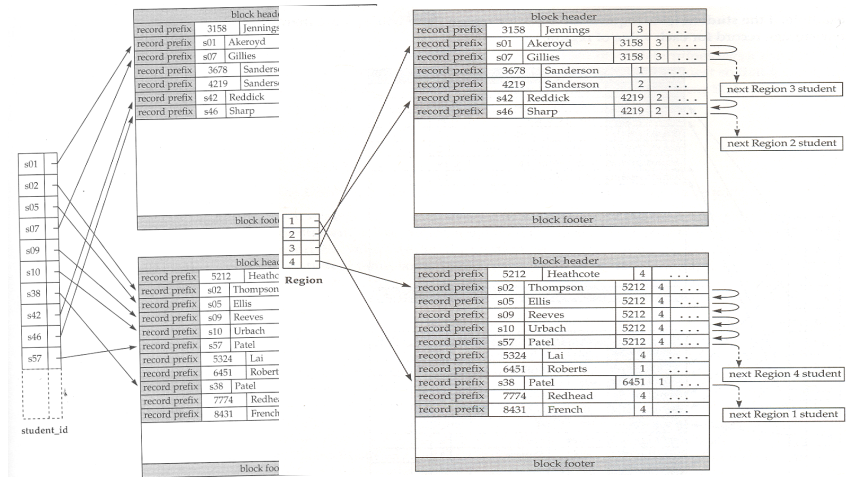 block head
record prefix 3158 Jennings
record prefix s01 Akeroyd
record prefix s07 Gillies
record prefix 3678 Sanders
record prefix 4219 Sanders
record prefix s42 Reddick
record prefix s46 Sharp
block foot
s01
s02
s05
s07
s09
s10
s38
s42
s46
s57
student_id
block head
record prefix 5212 Heathc
record prefix s02 Thompson
record prefix s05 Ellis
record prefix s09 Reeves
record prefix s10 Urbach
record prefix s57 Patel
record prefix 5324 Lai
record prefix 6451 Robert
record prefix s38 Patel
record prefix 7774 Redhe
record prefix 8431 French
block foo
1
2
3
4
Region
block header
record prefix 3158 Jennings 3 ...
record prefix s01 Akeroyd 3158 3 ...
record prefix s07 Gillies 3158 3 ...
record prefix 3678 Sanderson 1 ...
record prefix 4219 Sanderson 2 ...
record prefix s42 Reddick 4219 2 ...
record prefix s46 Sharp 4219 2 ...
block footer
next Region 3 student
next Region 2 student
block header
record prefix 5212 Heathcote 4 ...
record prefix s02 Thompson 5212 4 ...
record prefix s05 Ellis 5212 4 ...
record prefix s09 Reeves 5212 4 ...
record prefix s10 Urbach 5212 4 ...
record prefix s57 Patel 5212 4 ...
record prefix 5324 Lai 4 ...
record prefix 6451 Roberts 1 ...
record prefix s38 Patel 6451 1 ...
record prefix 7774 Redhead 4 ...
record prefix 8431 French 4 ...
block footer
next Region 4 student
next Region 1 student